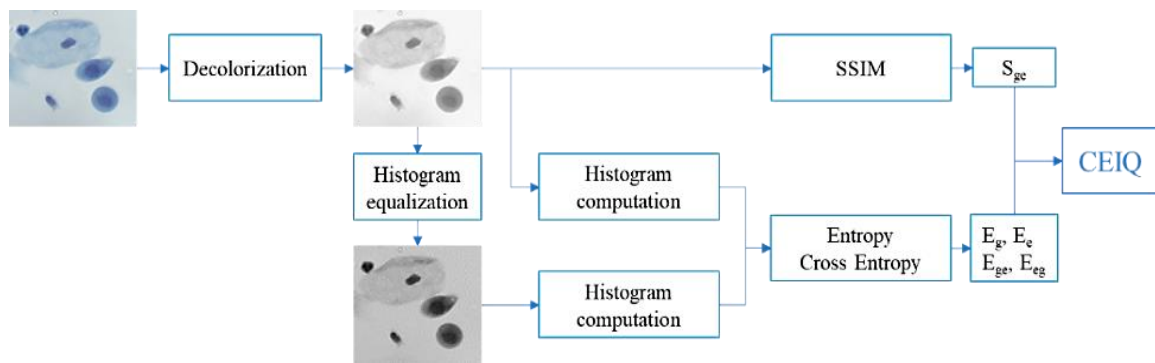 Decolorization
SSIM
Sge
CEIQ
Histogram
equalization
Histogram
computation
Entropy
Cross Entropy
Eg, Ee
Ege, Eeg
Histogram
computation